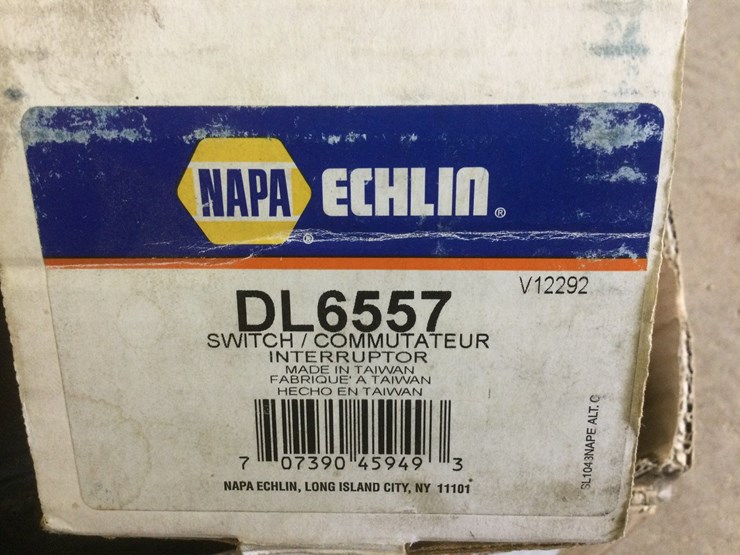 NAPA ® ECHLIN®
V12292
DL6557
SWITCH / COMMUTATEUR
INTERRUPTOR
MADE IN TAIWAN
FABRIQUE' A TAIWAN
HECHO EN TAIWAN
7 07390 45949 3
NAPA ECHLIN, LONG ISLAND CITY, NY 11101
SL1043NAPE ALT. C